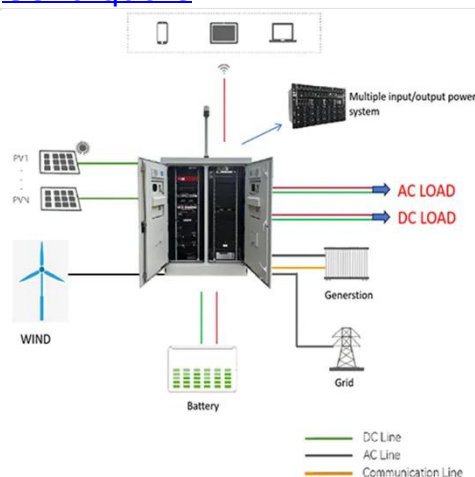 Multiple input/output power
system
PV1
PVN
AC LOAD
DC LOAD
WIND
Generstion
Grid
Battery
DC Line
AC Line
Communication Line